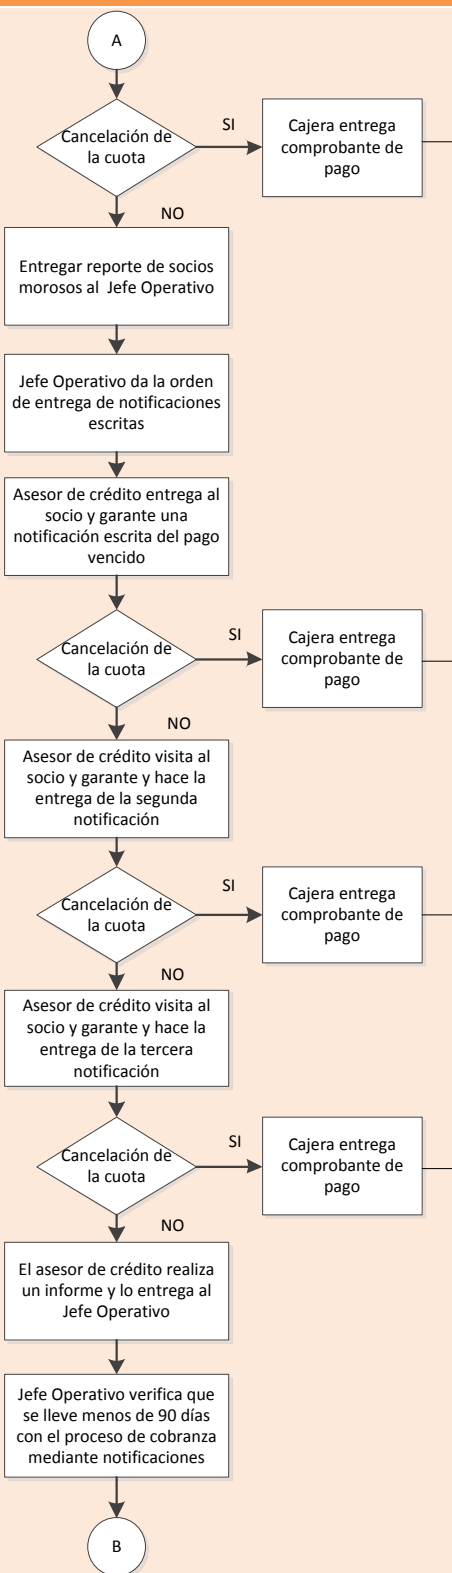 A
Cancelación de
la cuota
SI
Cajera entrega
comprobante de
pago
NO
Entregar reporte de socios
morosos al Jefe Operativo
Jefe Operativo da la orden
de entrega de notificaciones
escritas
Asesor de crédito entrega al
socio y garante una
notificación escrita del pago
vencido
Cancelación de
la cuota
SI
Cajera entrega
comprobante de
pago
NO
Asesor de crédito visita al
socio y garante y hace la
entrega de la segunda
notificación
Cancelación de
la cuota
SI
Cajera entrega
comprobante de
pago
NO
Asesor de crédito visita al
socio y garante y hace la
entrega de la tercera
notificación
Cancelación de
la cuota
SI
Cajera entrega
comprobante de
pago
NO
El asesor de crédito realiza
un informe y lo entrega al
Jefe Operativo
Jefe Operativo verifica que
se lleve menos de 90 días
con el proceso de cobranza
mediante notificaciones
B